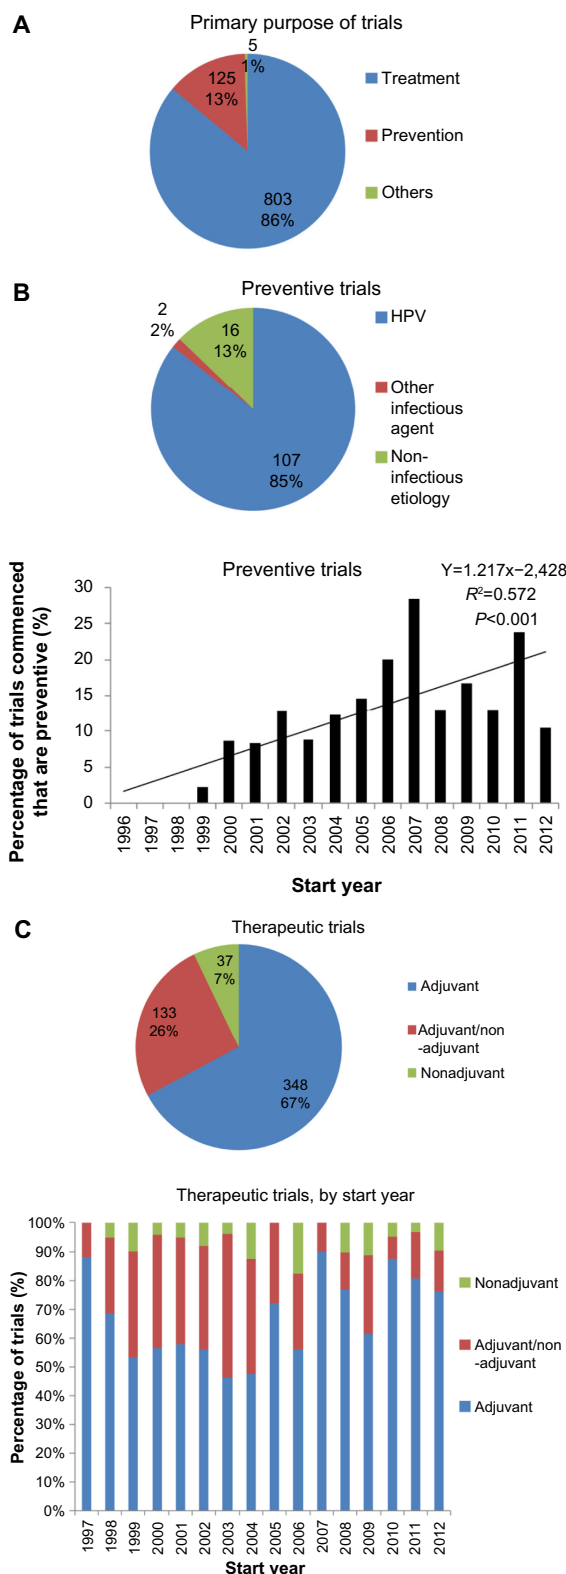 A
Primary purpose of trials
5
1%
125
13%
803
86%
Treatment
Prevention
Others
B
Preventive trials
2
2%
16
13%
107
85%
HPV
Other
infectious
agent
Non-
infectious
etiology
Preventive trials
Y=1.217x−2,428
R²=0.572
P<0.001
Percentage of trials commenced
that are preventive (%)
30
25
20
15
10
5
0
1996
1997
1998
1999
2000
2001
2002
2003
2004
2005
2006
2007
2008
2009
2010
2011
2012
Start year
C
Therapeutic trials
37
7%
133
26%
348
67%
Adjuvant
Adjuvant/non
-adjuvant
Nonadjuvant
Therapeutic trials, by start year
Percentage of trials (%)
100%
90%
80%
70%
60%
50%
40%
30%
20%
10%
0%
1997
1998
1999
2000
2001
2002
2003
2004
2005
2006
2007
2008
2009
2010
2011
2012
Start year
Nonadjuvant
Adjuvant/non
-adjuvant
Adjuvant